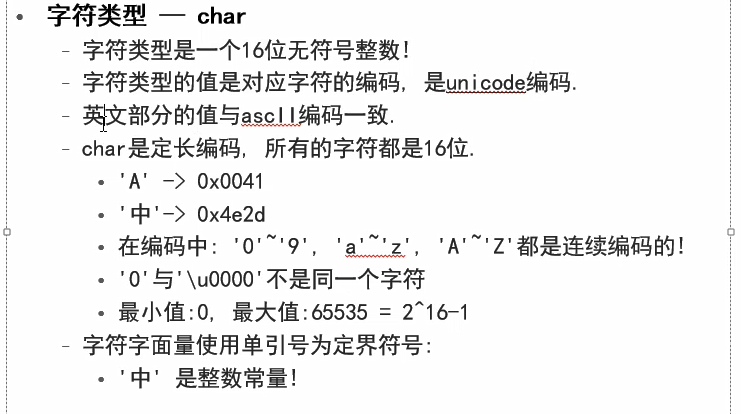 • 字符类型 — char
– 字符类型是一个16位无符号整数!
– 字符类型的值是对应字符的编码, 是unicode编码.
– 英文部分的值与ascII编码一致.
– char是定长编码, 所有的字符都是16位.
• 'A' -> 0x0041
• '中'-> 0x4e2d
• 在编码中: '0'~'9', 'a'~'z', 'A'~'Z'都是连续编码的!
• '0'与'\u0000'不是同一个字符
• 最小值:0, 最大值:65535 = 2^16-1
– 字符字面量使用单引号为定界符号:
• '中' 是整数常量!